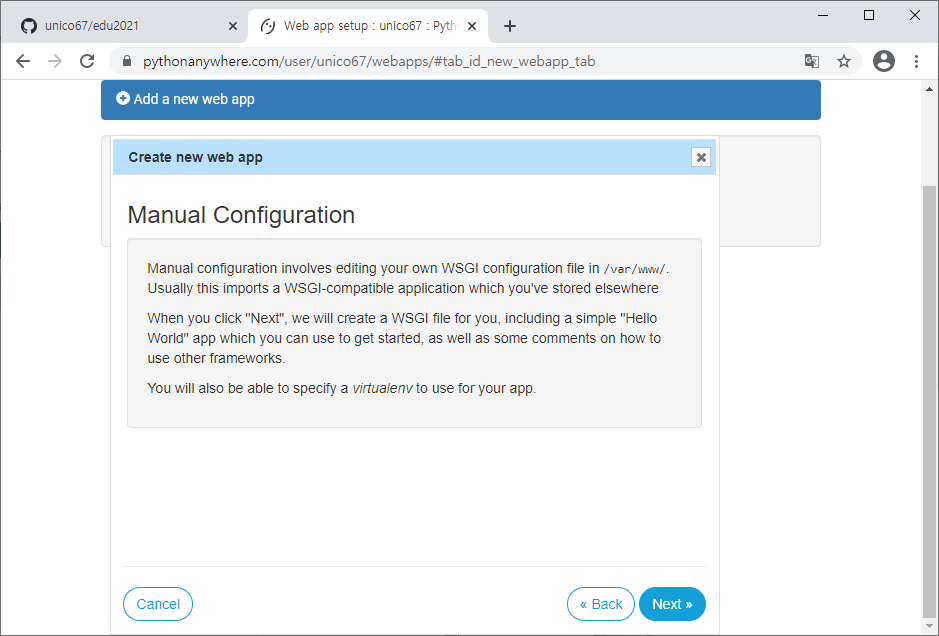 unico67/edu2021
Web app setup : unico67 : Pyth
pythonanywhere.com/user/unico67/webapps/#tab_id_new_webapp_tab
Add a new web app
Create new web app
Manual Configuration
Manual configuration involves editing your own WSGI configuration file in /var/www/.
Usually this imports a WSGI-compatible application which you've stored elsewhere
When you click "Next", we will create a WSGI file for you, including a simple "Hello
World" app which you can use to get started, as well as some comments on how to
use other frameworks.
You will also be able to specify a virtualenv to use for your app.
Cancel
« Back
Next »